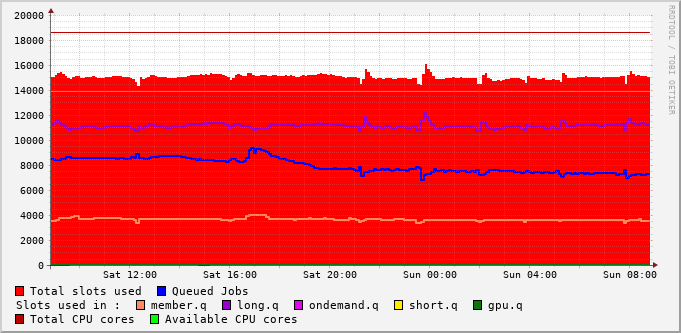 20000
18000
16000
14000
12000
10000
8000
6000
4000
2000
0
Sat 12:00 Sat 16:00 Sat 20:00 Sun 00:00 Sun 04:00 Sun 08:00
Total slots used Queued Jobs
Slots used in : member.q long.q ondemand.q short.q gpu.q
Total CPU cores Available CPU cores
RRDTOOL / TOBI OETIKER